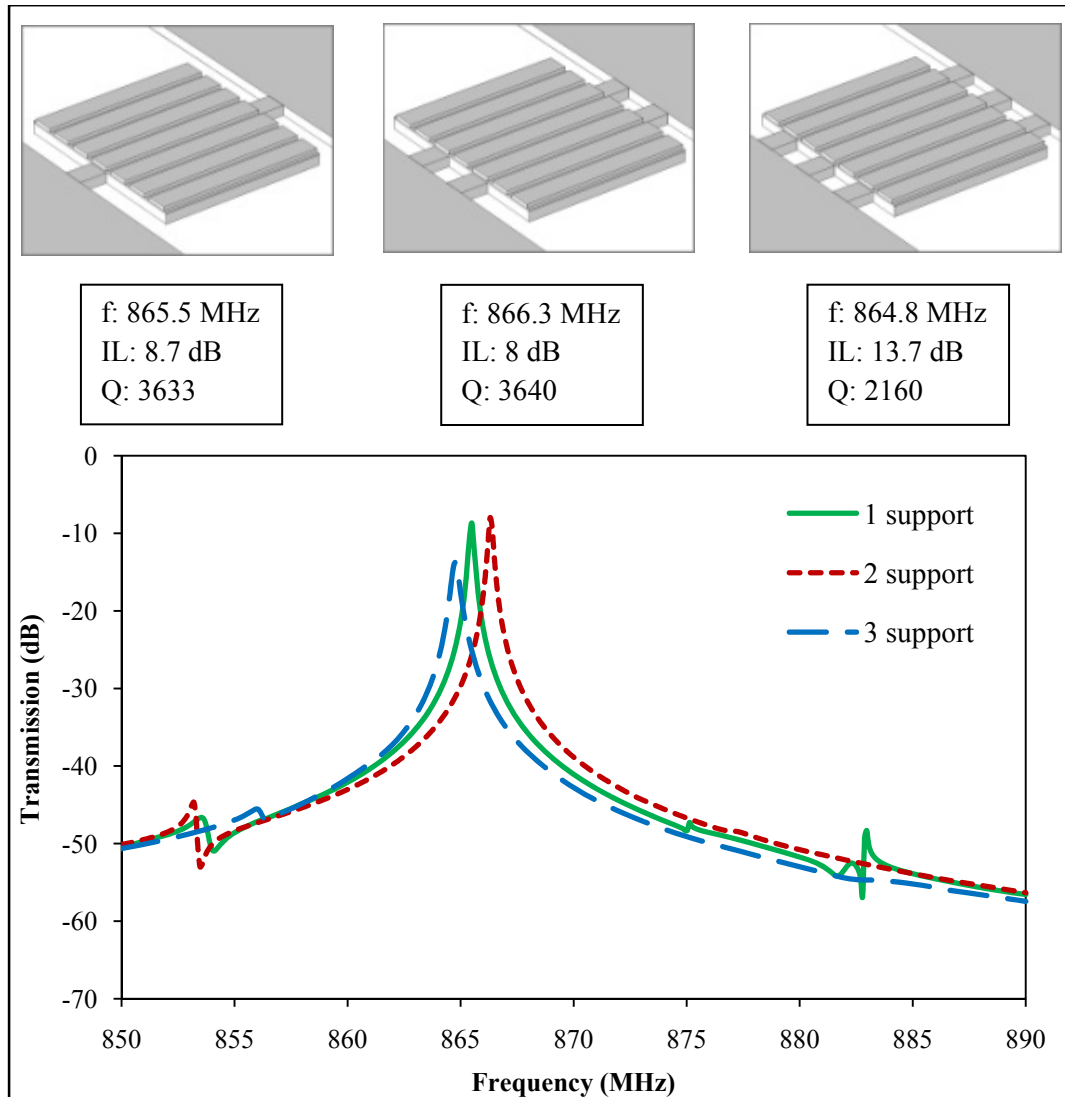 f: 865.5 MHz
IL: 8.7 dB
Q: 3633
f: 866.3 MHz
IL: 8 dB
Q: 3640
f: 864.8 MHz
IL: 13.7 dB
Q: 2160
0
-10
-20
-30
-40
-50
-60
-70
Transmission (dB)
1 support
2 support
3 support
850 855 860 865 870 875 880 885 890
Frequency (MHz)